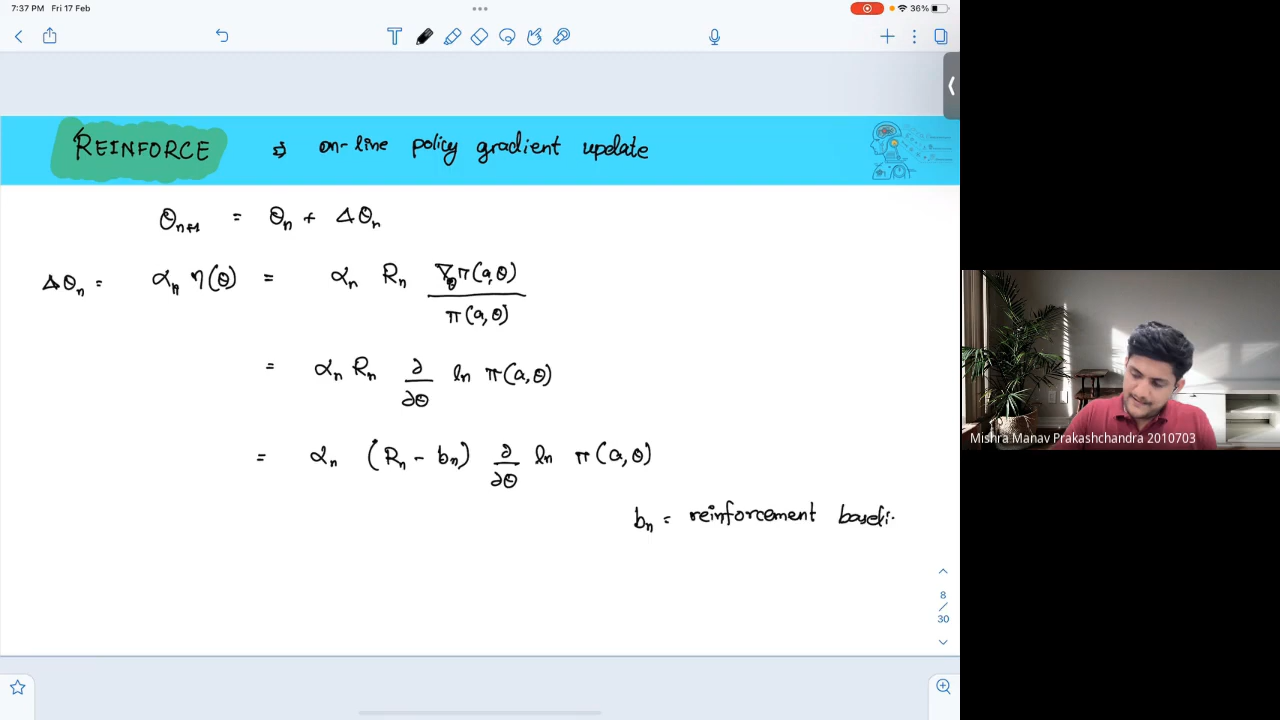 7:37 PM Fri 17 Feb
36%
REINFORCE ⇒ on-line policy gradient update
θn+1 = θn + Δθn
Δθn = αn η(θ) = αn Rn ∇θπ(a,θ) / π(a,θ)
= αn Rn ∂/∂θ ln π(a,θ)
= αn (Rn - bn) ∂/∂θ ln π(a,θ)
bn = reinforcement baseli
Mishra Manav Prakashchandra 2010703
8
/
30